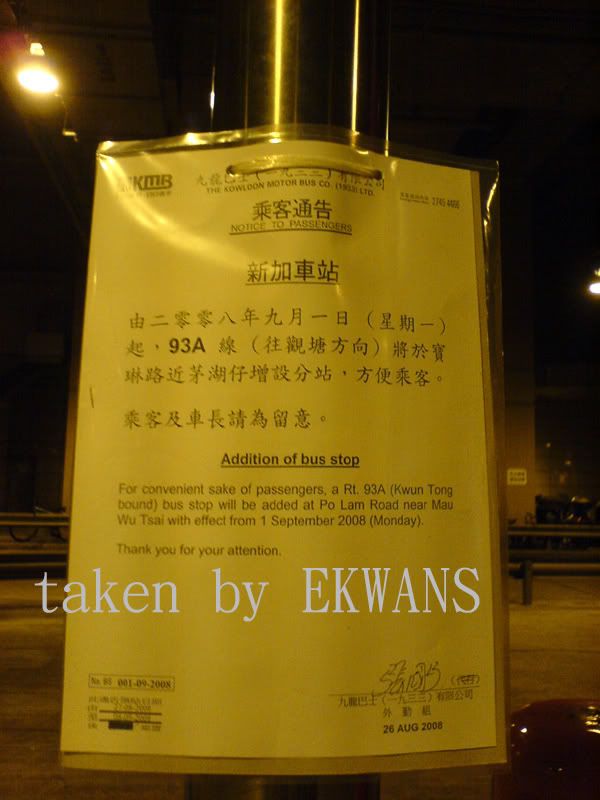 KMB
九龍巴士(一九三三)有限公司
THE KOWLOON MOTOR BUS CO. (1933) LTD.
2745 4466
乘客通告
NOTICE TO PASSENGERS
新加車站
由二零零八年九月一日(星期一)
起,93A 線(往觀塘方向)將於寶
琳路近茅湖仔增設分站,方便乘客。
乘客及車長請為留意。
Addition of bus stop
For convenient sake of passengers, a Rt. 93A (Kwun Tong
bound) bus stop will be added at Po Lam Road near Mau
Wu Tsai with effect from 1 September 2008 (Monday).
Thank you for your attention.
taken by EKWANS
No. BS 001-09-2008
九龍巴士(一九三三)有限公司
外勤組
26 AUG 2008